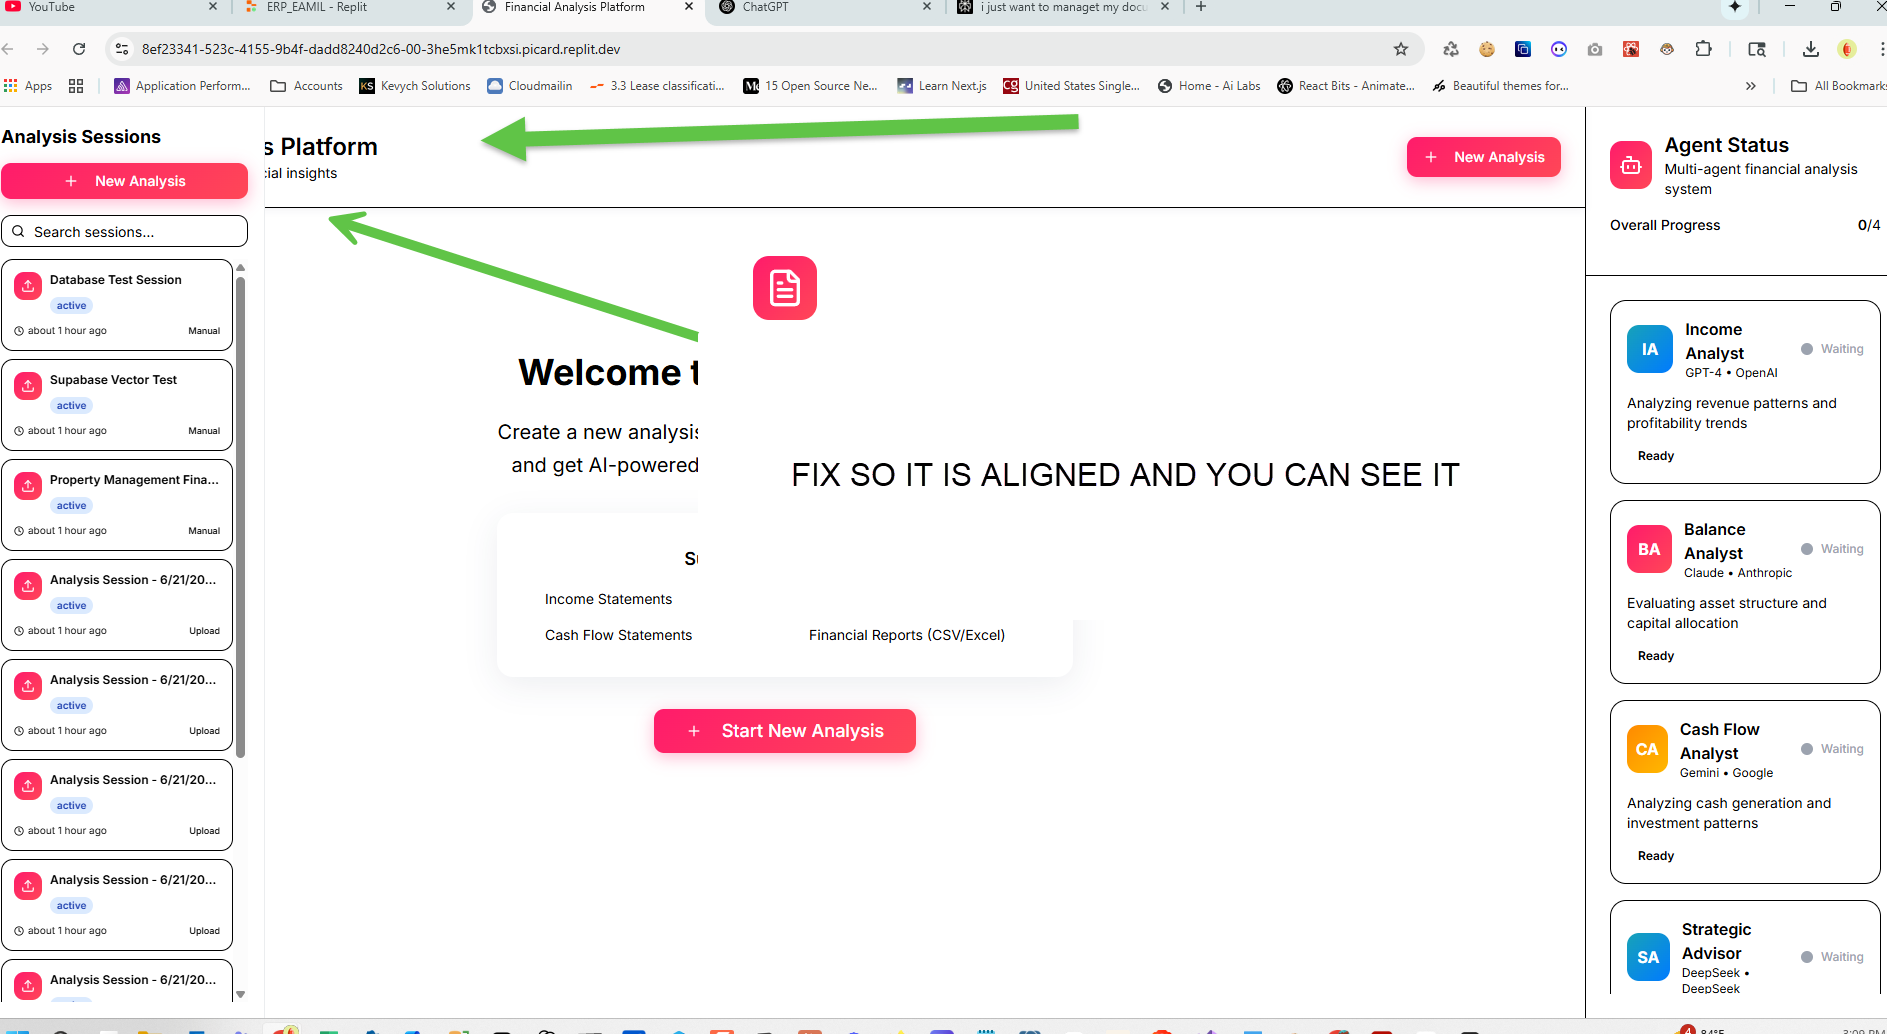 YouTube
ERP_EAMIL - Replit
Financial Analysis Platform
ChatGPT
i just want to managet my docu
8ef23341-523c-4155-9b4f-dadd8240d2c6-00-3he5mk1tcbxsi.picard.replit.dev
Apps
Application Perform...
Accounts
KS Kevych Solutions
Cloudmailin
3.3 Lease classificati...
15 Open Source Ne...
Learn Next.js
cg United States Single...
Home - Ai Labs
React Bits - Animate...
Beautiful themes for...
»
All Bookmarks
Analysis Sessions
+ New Analysis
Search sessions...
Database Test Session
active
about 1 hour ago Manual
Supabase Vector Test
active
about 1 hour ago Manual
Property Management Fina...
active
about 1 hour ago Manual
Analysis Session - 6/21/20...
active
about 1 hour ago Upload
Analysis Session - 6/21/20...
active
about 1 hour ago Upload
Analysis Session - 6/21/20...
active
about 1 hour ago Upload
Analysis Session - 6/21/20...
active
about 1 hour ago Upload
Analysis Session - 6/21/20...
s Platform
cial insights
+ New Analysis
Welcome t
Create a new analysis
and get AI-powered
FIX SO IT IS ALIGNED AND YOU CAN SEE IT
Su
Income Statements
Cash Flow Statements
Financial Reports (CSV/Excel)
+ Start New Analysis
Agent Status
Multi-agent financial analysis
system
Overall Progress 0/4
IA
Income
Analyst
GPT-4 • OpenAI
Waiting
Analyzing revenue patterns and
profitability trends
Ready
BA
Balance
Analyst
Claude • Anthropic
Waiting
Evaluating asset structure and
capital allocation
Ready
CA
Cash Flow
Analyst
Gemini • Google
Waiting
Analyzing cash generation and
investment patterns
Ready
SA
Strategic
Advisor
DeepSeek •
DeepSeek
Waiting